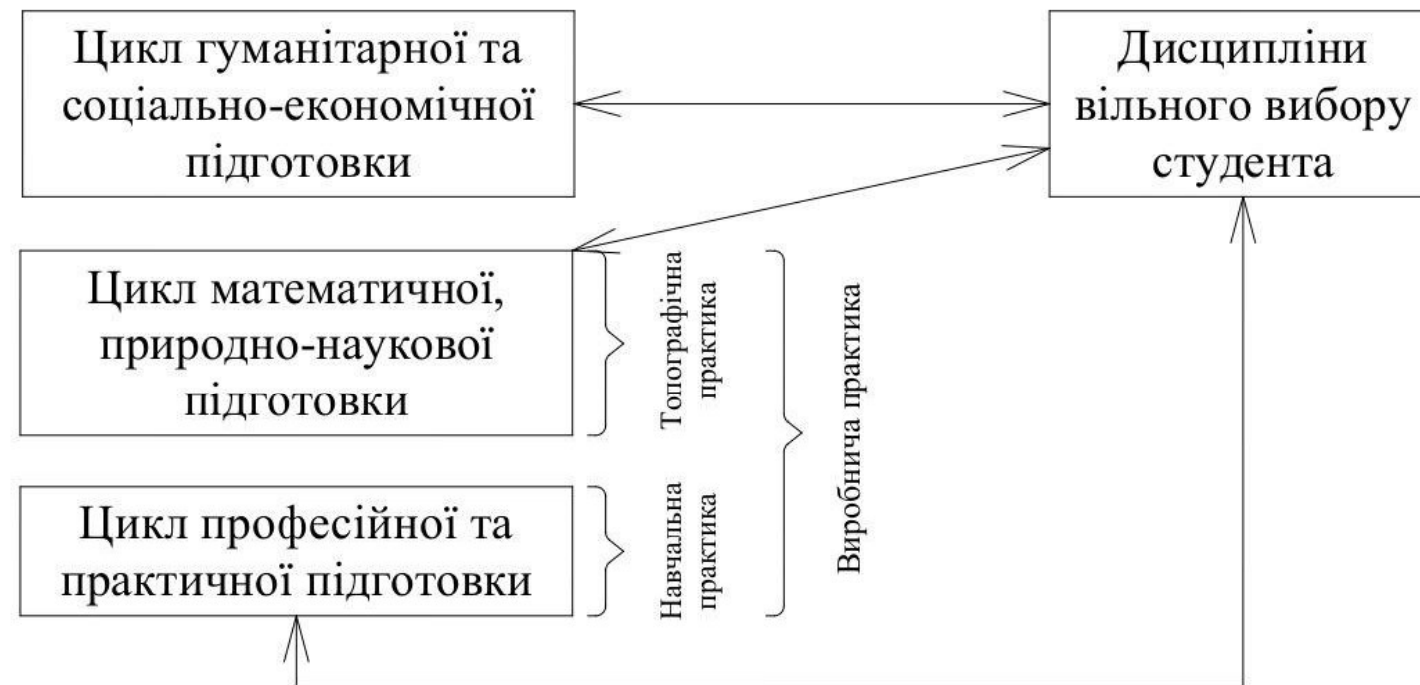 Цикл гуманітарної та
соціально-економічної
підготовки
Дисципліни
вільного вибору
студента
Цикл математичної,
природно-наукової
підготовки
Топографічна
практика
Виробнича практика
Цикл професійної та
практичної підготовки
Навчальна
практика